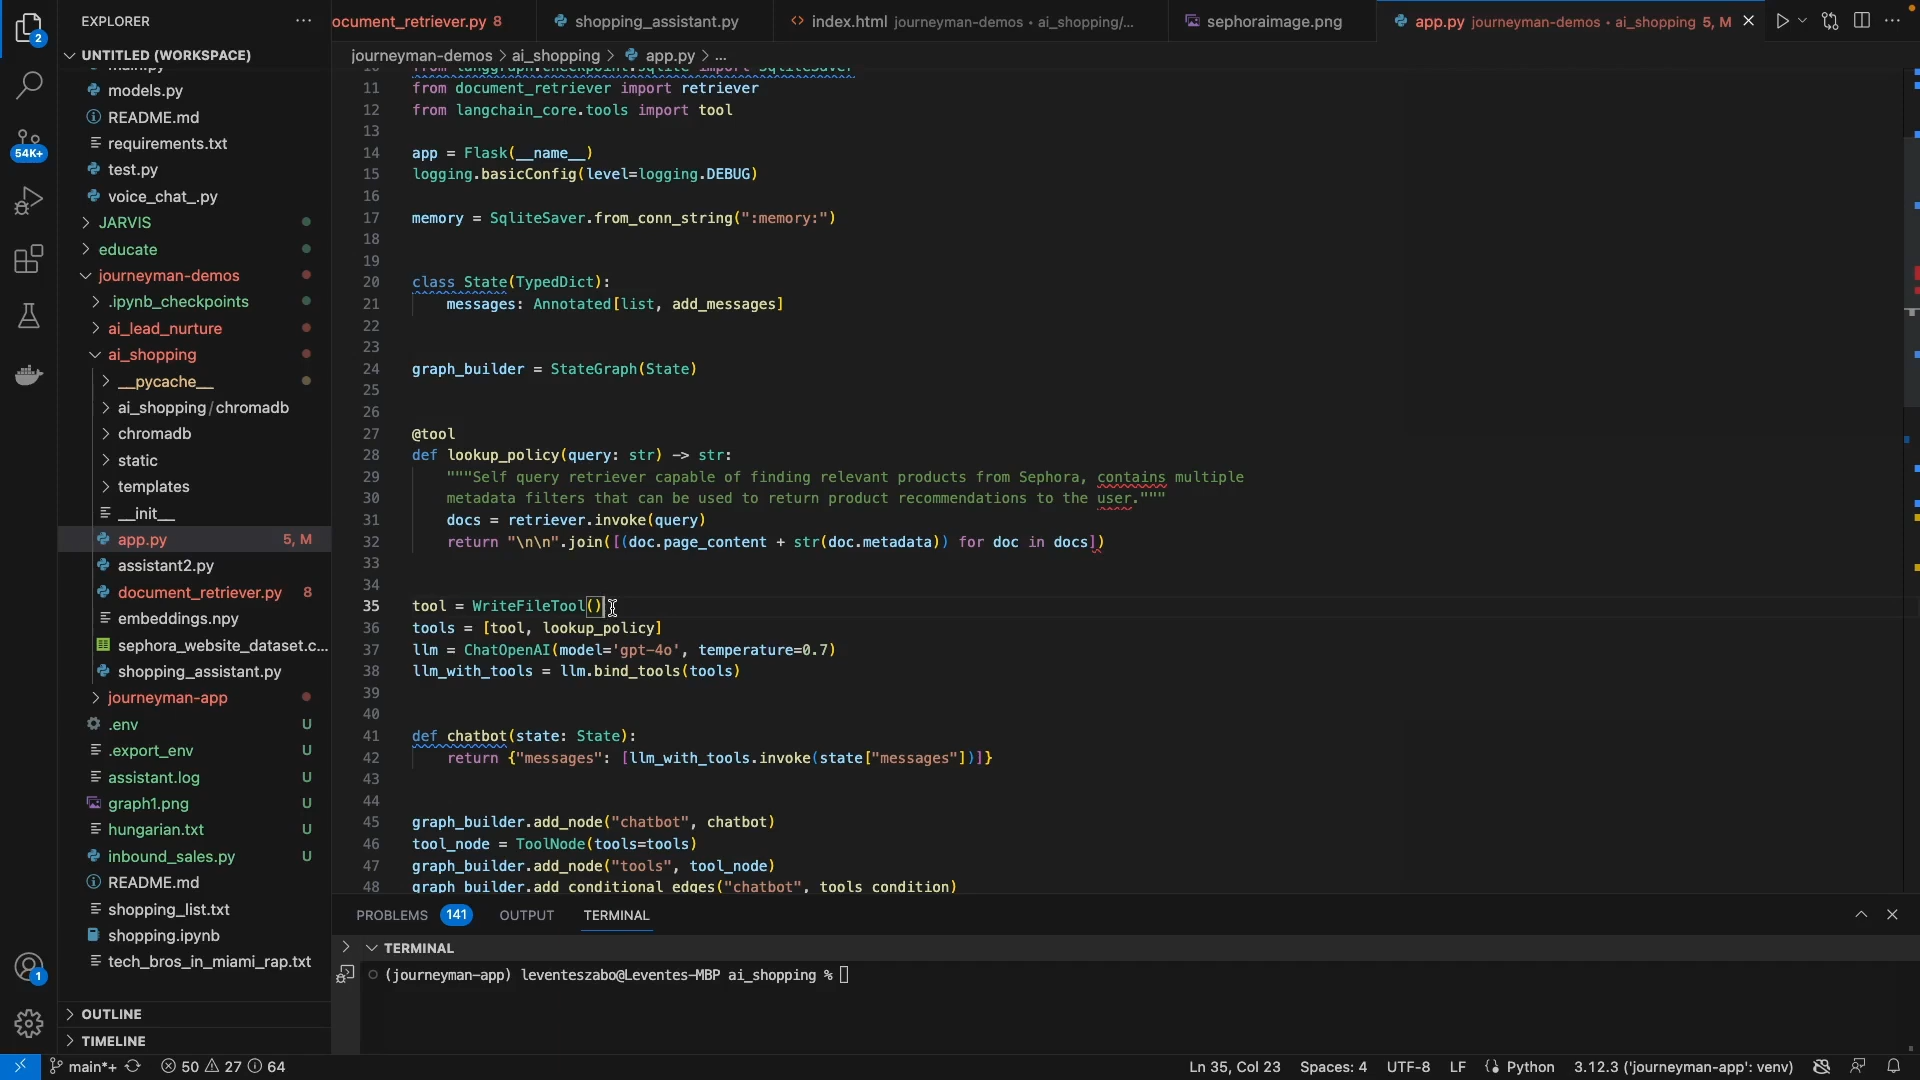 EXPLORER
UNTITLED (WORKSPACE)
main.py
models.py
README.md
requirements.txt
test.py
voice_chat_.py
JARVIS
educate
journeyman-demos
.ipynb_checkpoints
ai_lead_nurture
ai_shopping
__pycache__
ai_shopping/chromadb
chromadb
static
templates
__init__
app.py 5, M
assistant2.py
document_retriever.py 8
embeddings.npy
sephora_website_dataset.c...
shopping_assistant.py
journeyman-app
.env U
.export_env U
assistant.log U
graph1.png U
hungarian.txt U
inbound_sales.py U
README.md
shopping_list.txt
shopping.ipynb
tech_bros_in_miami_rap.txt
OUTLINE
TIMELINE
2
54K+
1
ocument_retriever.py 8
shopping_assistant.py
index.html journeyman-demos • ai_shopping/...
sephoraimage.png
app.py journeyman-demos • ai_shopping 5, M
journeyman-demos > ai_shopping > app.py > ...
10 from langgraph.checkpoint.sqlite import SqliteSaver
11 from document_retriever import retriever
12 from langchain_core.tools import tool
13
14 app = Flask(__name__)
15 logging.basicConfig(level=logging.DEBUG)
16
17 memory = SqliteSaver.from_conn_string(":memory:")
18
19
20 class State(TypedDict):
21 messages: Annotated[list, add_messages]
22
23
24 graph_builder = StateGraph(State)
25
26
27 @tool
28 def lookup_policy(query: str) -> str:
29 """Self query retriever capable of finding relevant products from Sephora, contains multiple
30 metadata filters that can be used to return product recommendations to the user."""
31 docs = retriever.invoke(query)
32 return "\n\n".join([(doc.page_content + str(doc.metadata)) for doc in docs])
33
34
35 tool = WriteFileTool()
36 tools = [tool, lookup_policy]
37 llm = ChatOpenAI(model='gpt-4o', temperature=0.7)
38 llm_with_tools = llm.bind_tools(tools)
39
40
41 def chatbot(state: State):
42 return {"messages": [llm_with_tools.invoke(state["messages"])]}
43
44
45 graph_builder.add_node("chatbot", chatbot)
46 tool_node = ToolNode(tools=tools)
47 graph_builder.add_node("tools", tool_node)
48 graph_builder.add_conditional_edges("chatbot", tools_condition)
PROBLEMS 141 OUTPUT TERMINAL
TERMINAL
(journeyman-app) leventeszabo@Leventes-MBP ai_shopping %
main*+ 50 27 64
Ln 35, Col 23 Spaces: 4 UTF-8 LF Python 3.12.3 ('journeyman-app': venv)